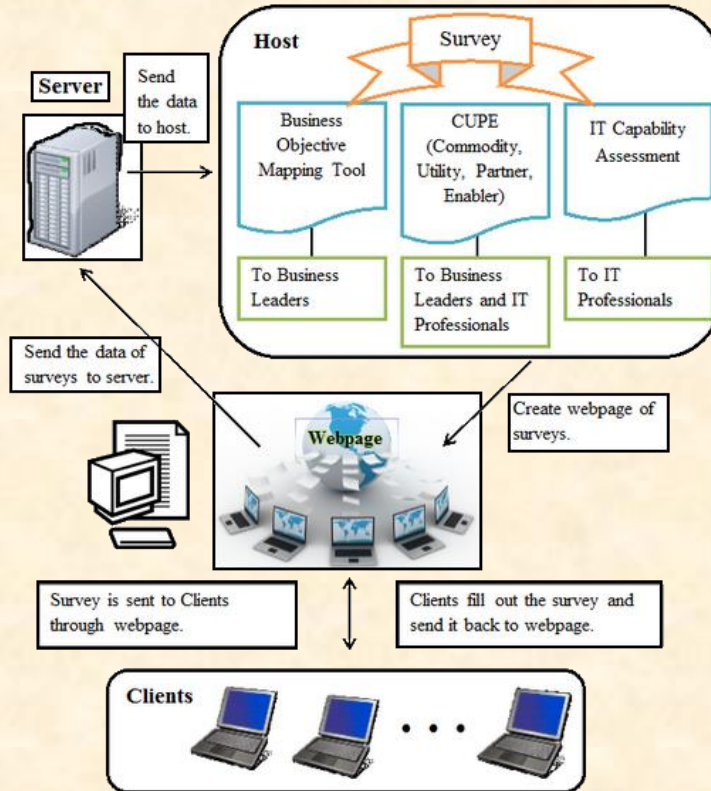 Host
Survey
Server
Send
the data
to host.
Business
Objective
Mapping Tool
CUPE
(Commodity,
Utility, Partner,
Enabler)
IT Capability
Assessment
To Business
Leaders
To Business
Leaders and IT
Professionals
To IT
Professionals
Send the data of
surveys to server.
Webpage
Create webpage of
surveys.
Survey is sent to Clients
through webpage.
Clients fill out the survey and
send it back to webpage.
Clients